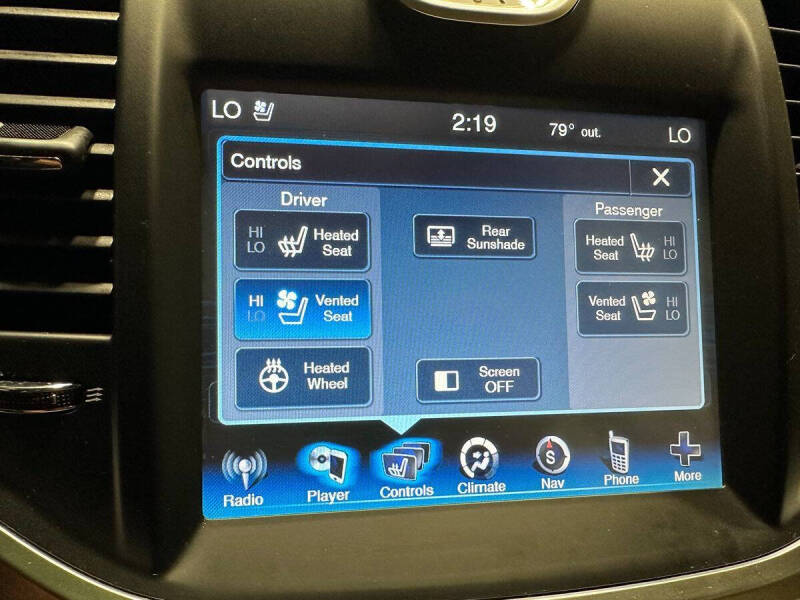 LO 2:19 79° out. LO
Controls X
Driver
Passenger
HI
LO
Heated
Seat
Rear
Sunshade
Heated
Seat
HI
LO
HI
LO
Vented
Seat
Vented
Seat
HI
LO
Heated
Wheel
Screen
OFF
S
Radio Player Controls Climate Nav Phone More